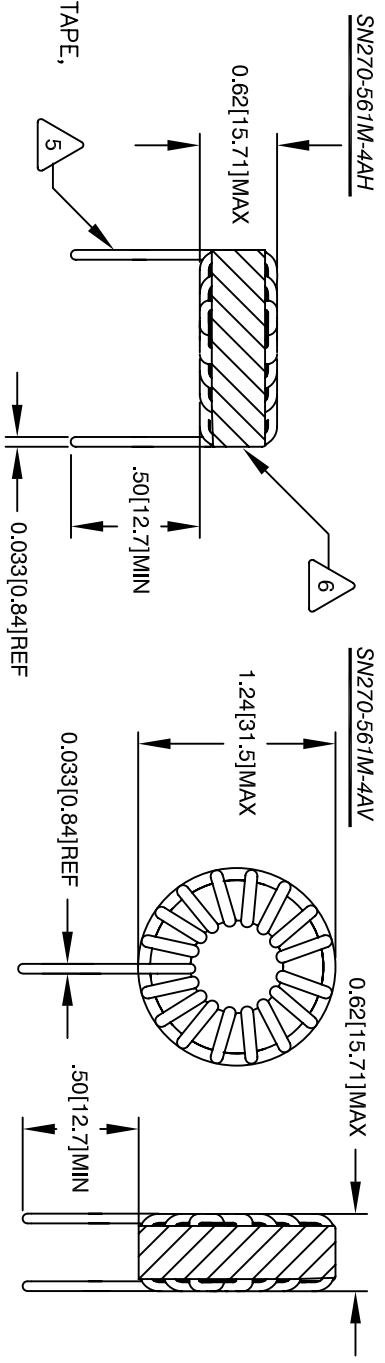 SN270-561M-4AH
0.62[15.71]MAX
TAPE,
5
.50[12.7]MIN
0.033[0.84]REF
6
SN270-561M-4AV
1.24[31.5]MAX
0.033[0.84]REF
0.62[15.71]MAX
.50[12.7]MIN